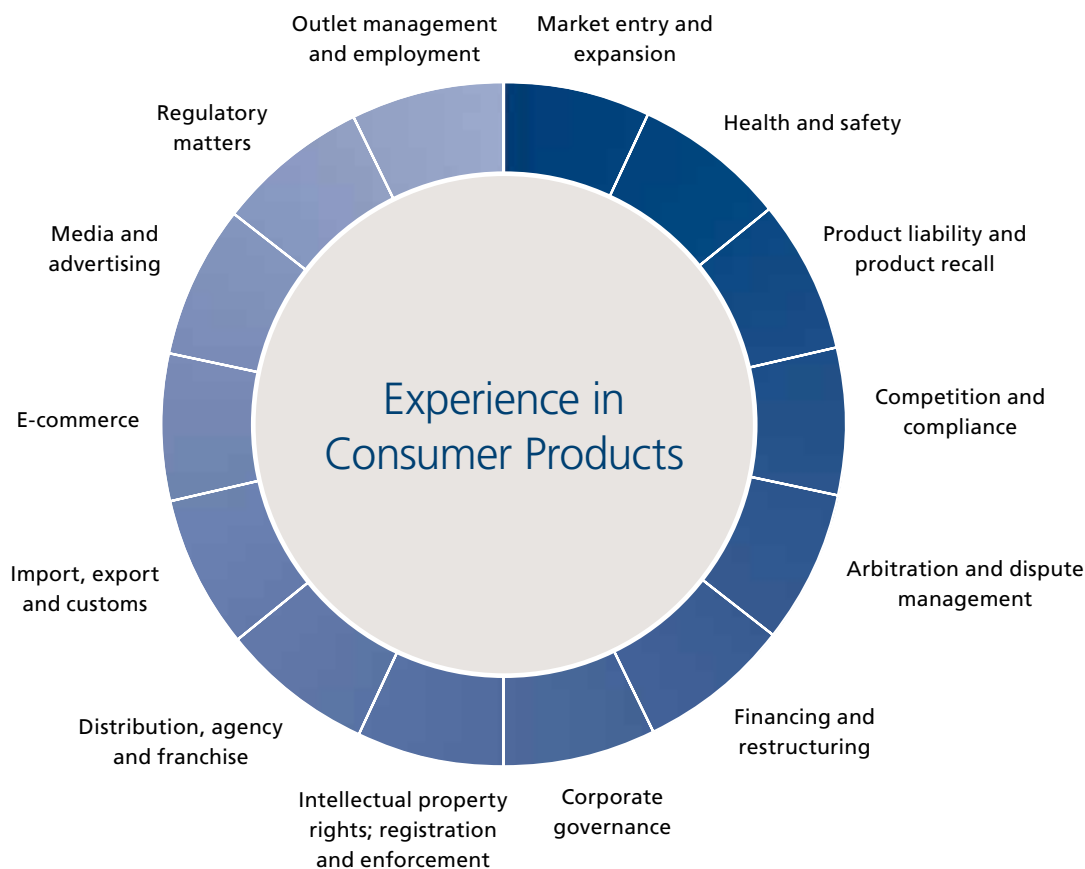 Outlet management
and employment
Market entry and
expansion
Health and safety
Product liability and
product recall
Competition and
compliance
Arbitration and dispute
management
Financing and
restructuring
Corporate
governance
Intellectual property
rights; registration
and enforcement
Distribution, agency
and franchise
Import, export
and customs
E-commerce
Media and
advertising
Regulatory
matters
Experience in
Consumer Products